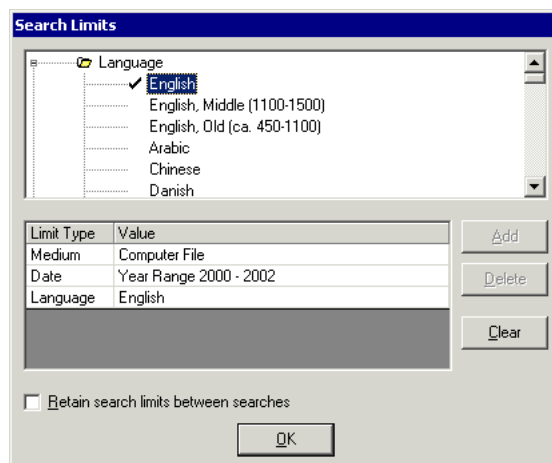 Search Limits
Language
English
English, Middle (1100-1500)
English, Old (ca. 450-1100)
Arabic
Chinese
Danish
Limit Type Value
Medium Computer File
Date Year Range 2000 - 2002
Language English
Add
Delete
Clear
Retain search limits between searches
OK